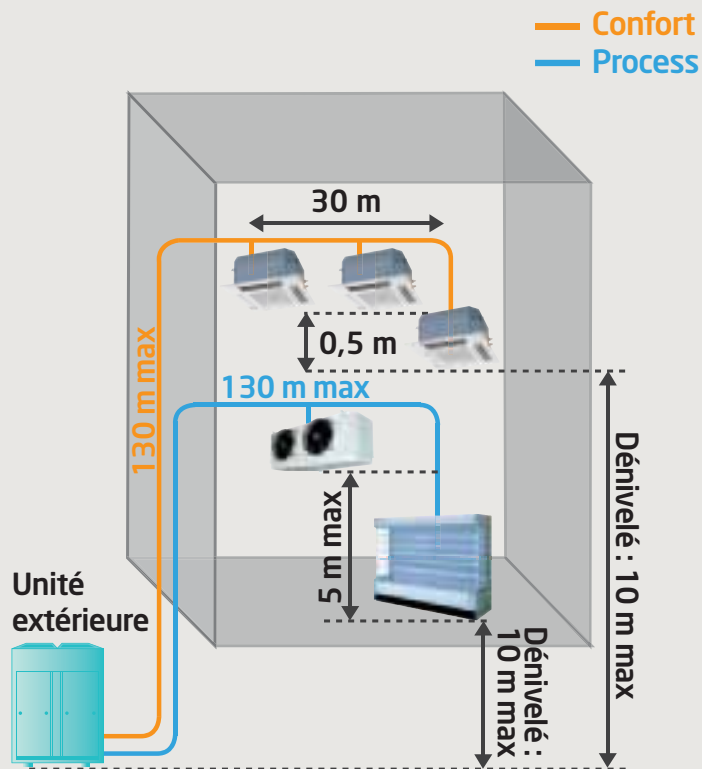 Confort
Process
30 m
0,5 m
130 m max
130 m max
5 m max
Dénivelé : 10 m max
Unité
extérieure
Dénivelé :
10 m max